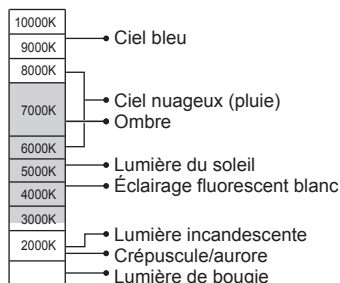 10000K
9000K
Ciel bleu
8000K
Ciel nuageux (pluie)
7000K
Ombre
6000K
Lumière du soleil
5000K
Éclairage fluorescent blanc
4000K
3000K
Lumière incandescente
2000K
Crépuscule/aurore
Lumière de bougie